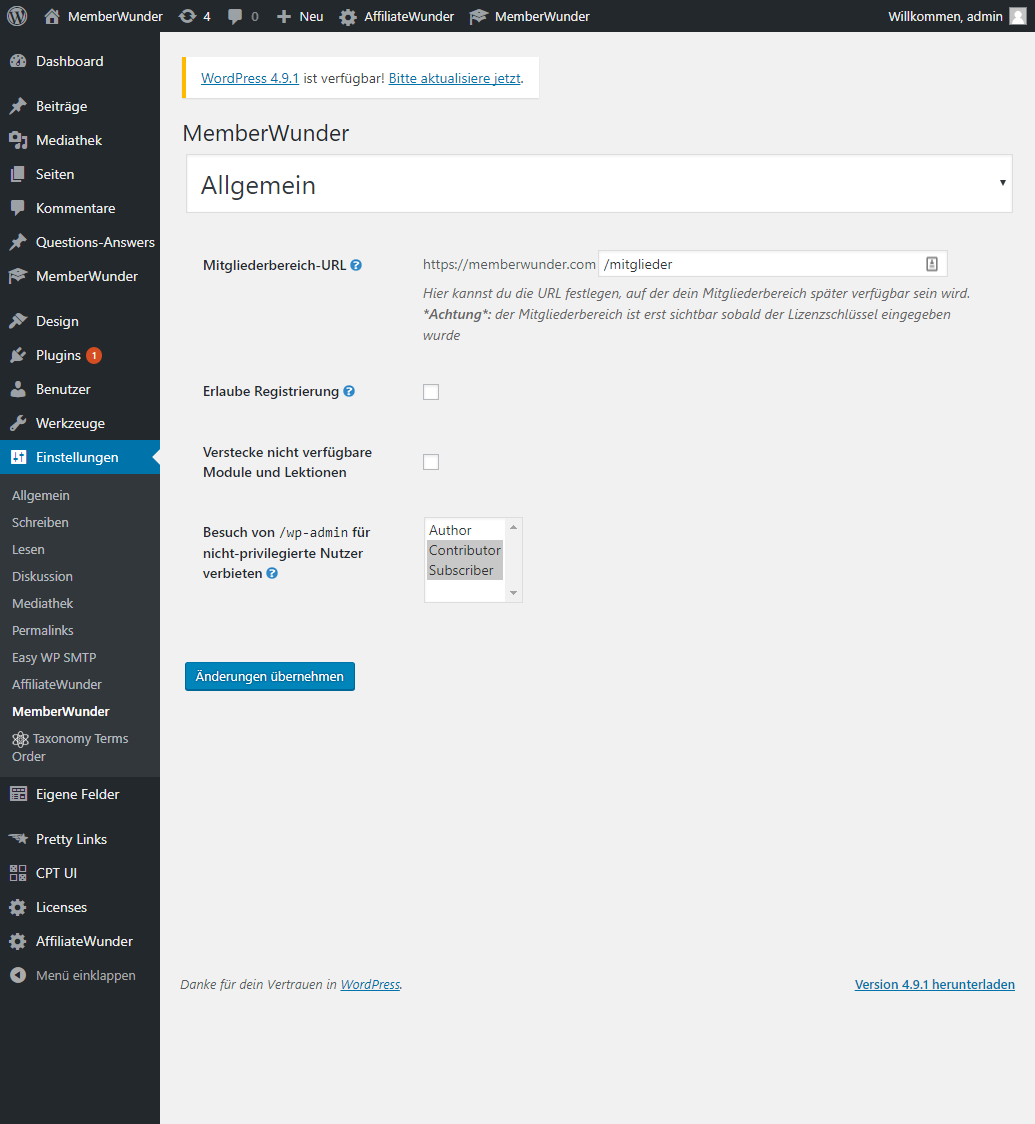 MemberWunder 4 0 Neu AffiliateWunder MemberWunder Willkommen, admin
Dashboard
Beiträge
Mediathek
Seiten
Kommentare
Questions-Answers
MemberWunder
Design
Plugins 1
Benutzer
Werkzeuge
Einstellungen
Allgemein
Schreiben
Lesen
Diskussion
Mediathek
Permalinks
Easy WP SMTP
AffiliateWunder
MemberWunder
Taxonomy Terms
Order
Eigene Felder
Pretty Links
CPT UI
Licenses
AffiliateWunder
Menü einklappen
WordPress 4.9.1 ist verfügbar! Bitte aktualisiere jetzt.
MemberWunder
Allgemein
Mitgliederbereich-URL ? https://memberwunder.com /mitglieder
Hier kannst du die URL festlegen, auf der dein Mitgliederbereich später verfügbar sein wird.
*Achtung*: der Mitgliederbereich ist erst sichtbar sobald der Lizenzschlüssel eingegeben
wurde
Erlaube Registrierung ?
Verstecke nicht verfügbare
Module und Lektionen
Besuch von /wp-admin für
nicht-privilegierte Nutzer
verbieten ?
Author
Contributor
Subscriber
Änderungen übernehmen
Danke für dein Vertrauen in WordPress. Version 4.9.1 herunterladen